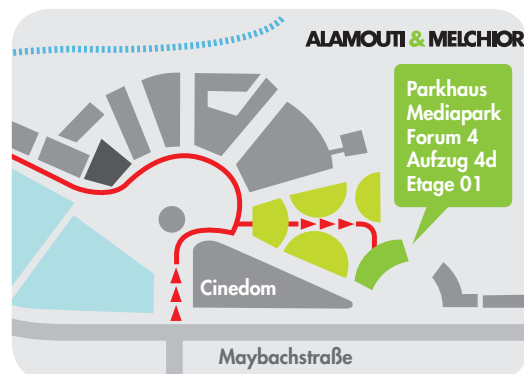 ALAMOUTI & MELCHIOR
Parkhaus
Mediapark
Forum 4
Aufzug 4d
Etage 01
Cinedom
Maybachstraße